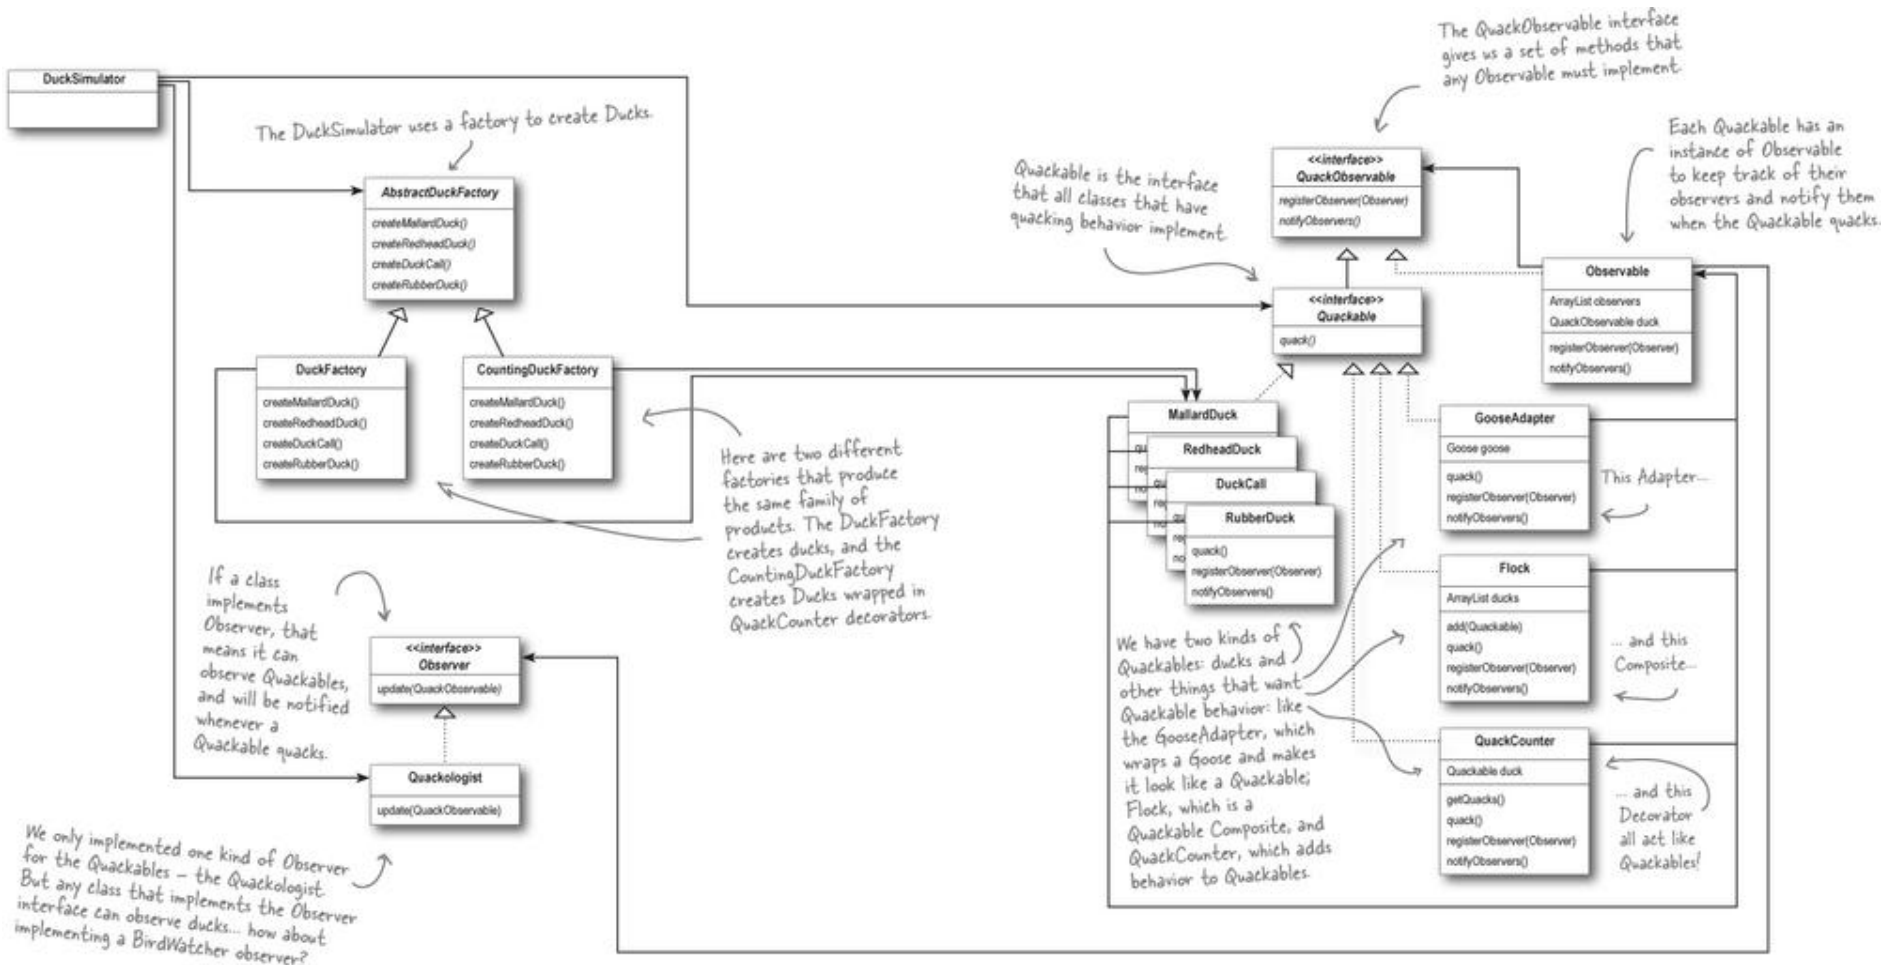 DuckSimulator
The DuckSimulator uses a factory to create Ducks.
AbstractDuckFactory
createMallardDuck()
createRedheadDuck()
createDuckCall()
createRubberDuck()
DuckFactory
createMallardDuck()
createRedheadDuck()
createDuckCall()
createRubberDuck()
CountingDuckFactory
createMallardDuck()
createRedheadDuck()
createDuckCall()
createRubberDuck()
Here are two different
factories that produce
the same family of
products. The DuckFactory
creates ducks, and the
CountingDuckFactory
creates Ducks wrapped in
QuackCounter decorators.
If a class
implements
Observer, that
means it can
observe Quackables,
and will be notified
whenever a
Quackable quacks.
<<interface>>
Observer
update(QuackObservable)
Quackologist
update(QuackObservable)
We only implemented one kind of Observer
for the Quackables – the Quackologist.
But any class that implements the Observer
interface can observe ducks... how about
implementing a BirdWatcher observer?
The QuackObservable interface
gives us a set of methods that
any Observable must implement.
Quackable is the interface
that all classes that have
quacking behavior implement.
<<interface>>
QuackObservable
registerObserver(Observer)
notifyObservers()
Each Quackable has an
instance of Observable
to keep track of their
observers and notify them
when the Quackable quacks.
<<interface>>
Quackable
quack()
Observable
ArrayList observers
QuackObservable duck
registerObserver(Observer)
notifyObservers()
MallardDuck
qu
reg
no
RedheadDuck
qu
reg
no
DuckCall
qu
reg
no
RubberDuck
quack()
registerObserver(Observer)
notifyObservers()
We have two kinds of
Quackables: ducks and
other things that want
Quackable behavior: like
the GooseAdapter, which
wraps a Goose and makes
it look like a Quackable;
Flock, which is a
Quackable Composite, and
QuackCounter, which adds
behavior to Quackables.
GooseAdapter
Goose goose
quack()
registerObserver(Observer)
notifyObservers()
This Adapter...
Flock
ArrayList ducks
add(Quackable)
quack()
registerObserver(Observer)
notifyObservers()
... and this
Composite...
QuackCounter
Quackable duck
getQuacks()
quack()
registerObserver(Observer)
notifyObservers()
... and this
Decorator
all act like
Quackables!